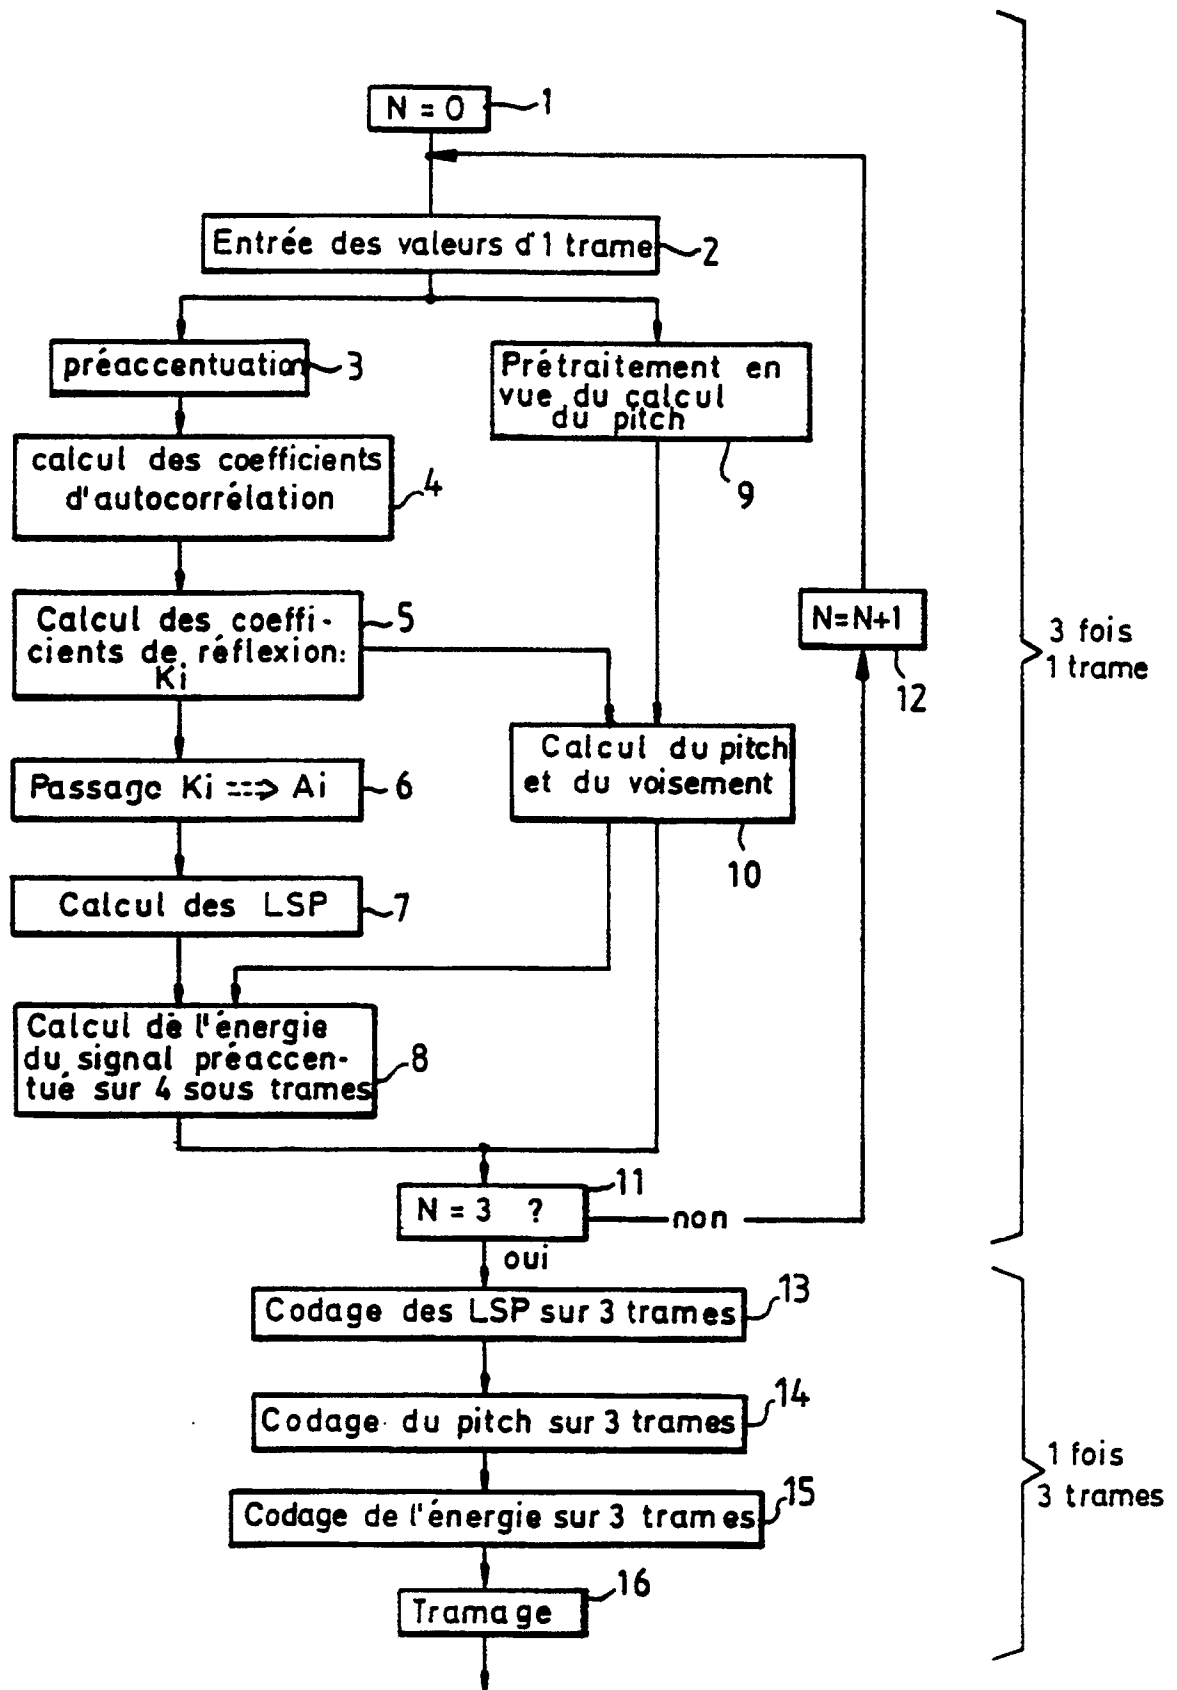 N = 0
1
Entrée des valeurs d'1 trame
2
préaccentuation
3
Prétraitement en
vue du calcul
du pitch
9
calcul des coefficients
d'autocorrélation
4
Calcul des coeffi-
cients de réflexion:
Ki
5
N=N+1
12
3 fois
1 trame
Passage Ki ==> Ai
6
Calcul du pitch
et du voisement
10
Calcul des LSP
7
Calcul de l'énergie
du signal préaccen-
tué sur 4 sous trames
8
N = 3 ?
11
non
oui
Codage des LSP sur 3 trames
13
Codage du pitch sur 3 trames
14
1 fois
3 trames
Codage de l'énergie sur 3 trames
15
Tramage
16